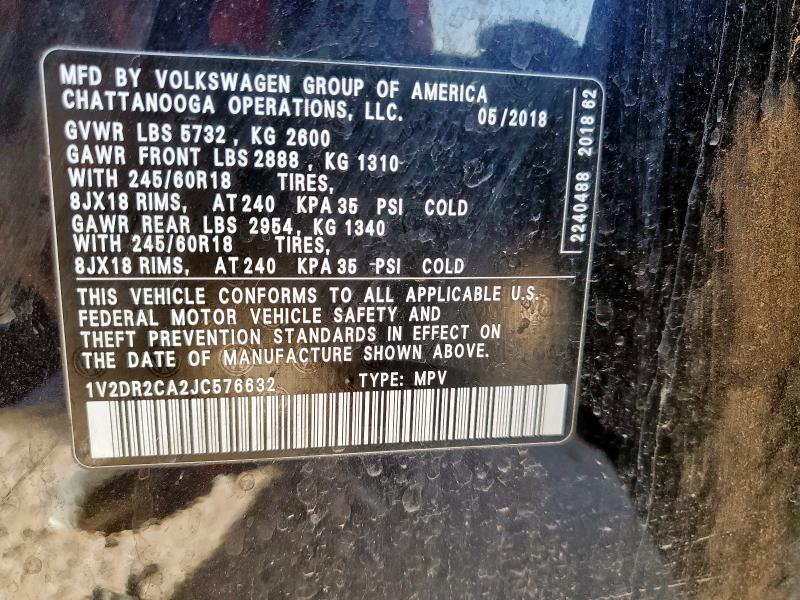 MFD BY VOLKSWAGEN GROUP OF AMERICA
CHATTANOOGA OPERATIONS, LLC. 05/2018
GVWR LBS 5732, KG 2600
GAWR FRONT LBS 2888, KG 1310
WITH 245/60R18 TIRES,
8JX18 RIMS, AT 240 KPA 35 PSI COLD
GAWR REAR LBS 2954, KG 1340
WITH 245/60R18 TIRES,
8JX18 RIMS, AT 240 KPA 35 PSI COLD
THIS VEHICLE CONFORMS TO ALL APPLICABLE U.S.
FEDERAL MOTOR VEHICLE SAFETY AND
THEFT PREVENTION STANDARDS IN EFFECT ON
THE DATE OF MANUFACTURE SHOWN ABOVE.
1V2DR2CA2JC576632 TYPE: MPV
2240488 2018 62